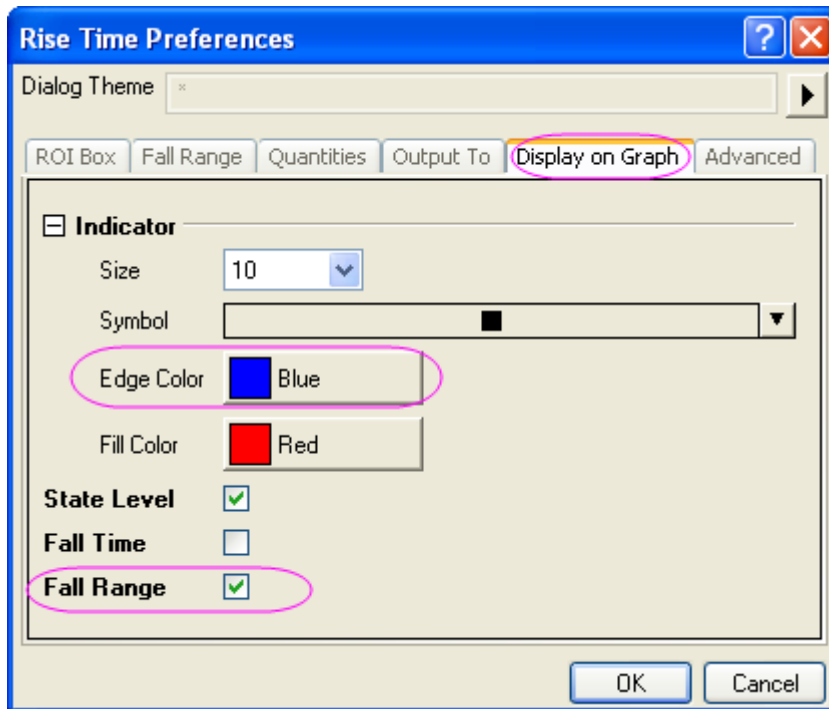 Rise Time Preferences
Dialog Theme *
ROI Box Fall Range Quantities Output To Display on Graph Advanced
Indicator
Size 10
Symbol
Edge Color Blue
Fill Color Red
State Level
Fall Time
Fall Range
OK Cancel